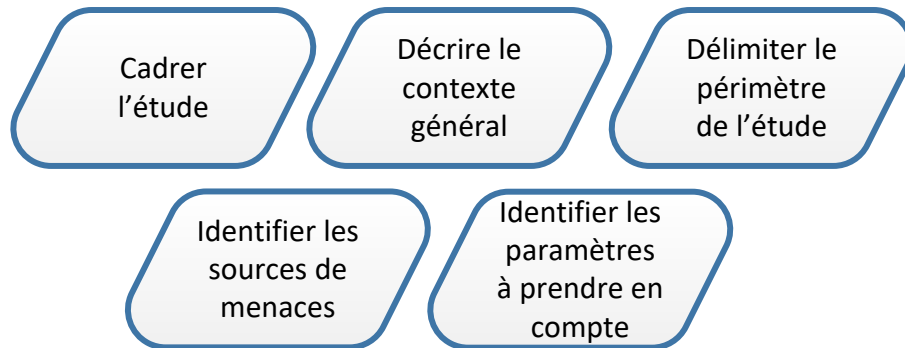 Cadrer
l’étude
Décrire le
contexte
général
Délimiter le
périmètre
de l’étude
Identifier les
sources de
menaces
Identifier les
paramètres
à prendre en
compte